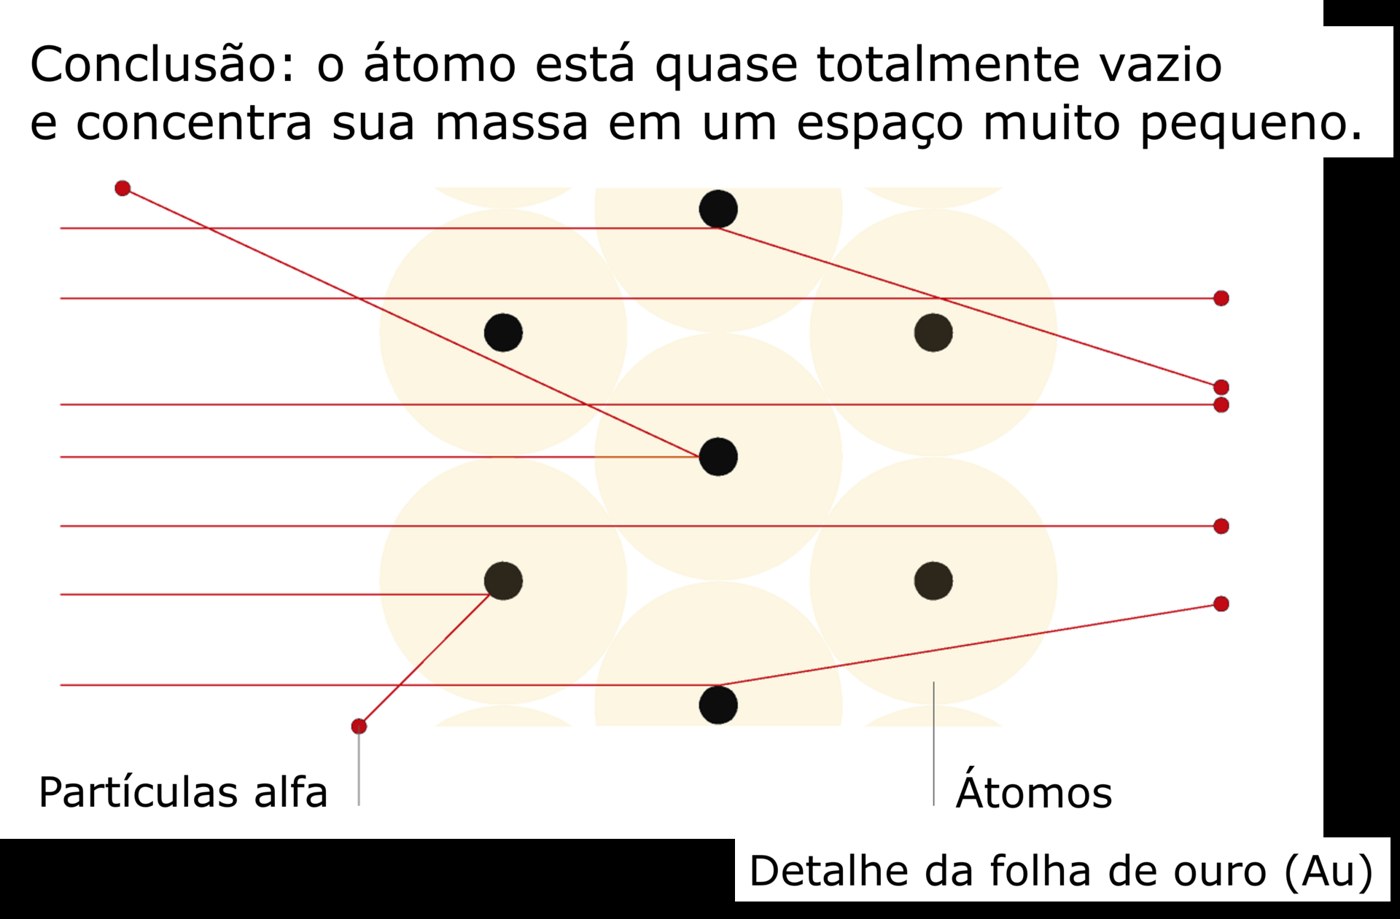 Conclusão: o átomo está quase totalmente vazio
e concentra sua massa em um espaço muito pequeno.
Partículas alfa
Átomos
Detalhe da folha de ouro (Au)